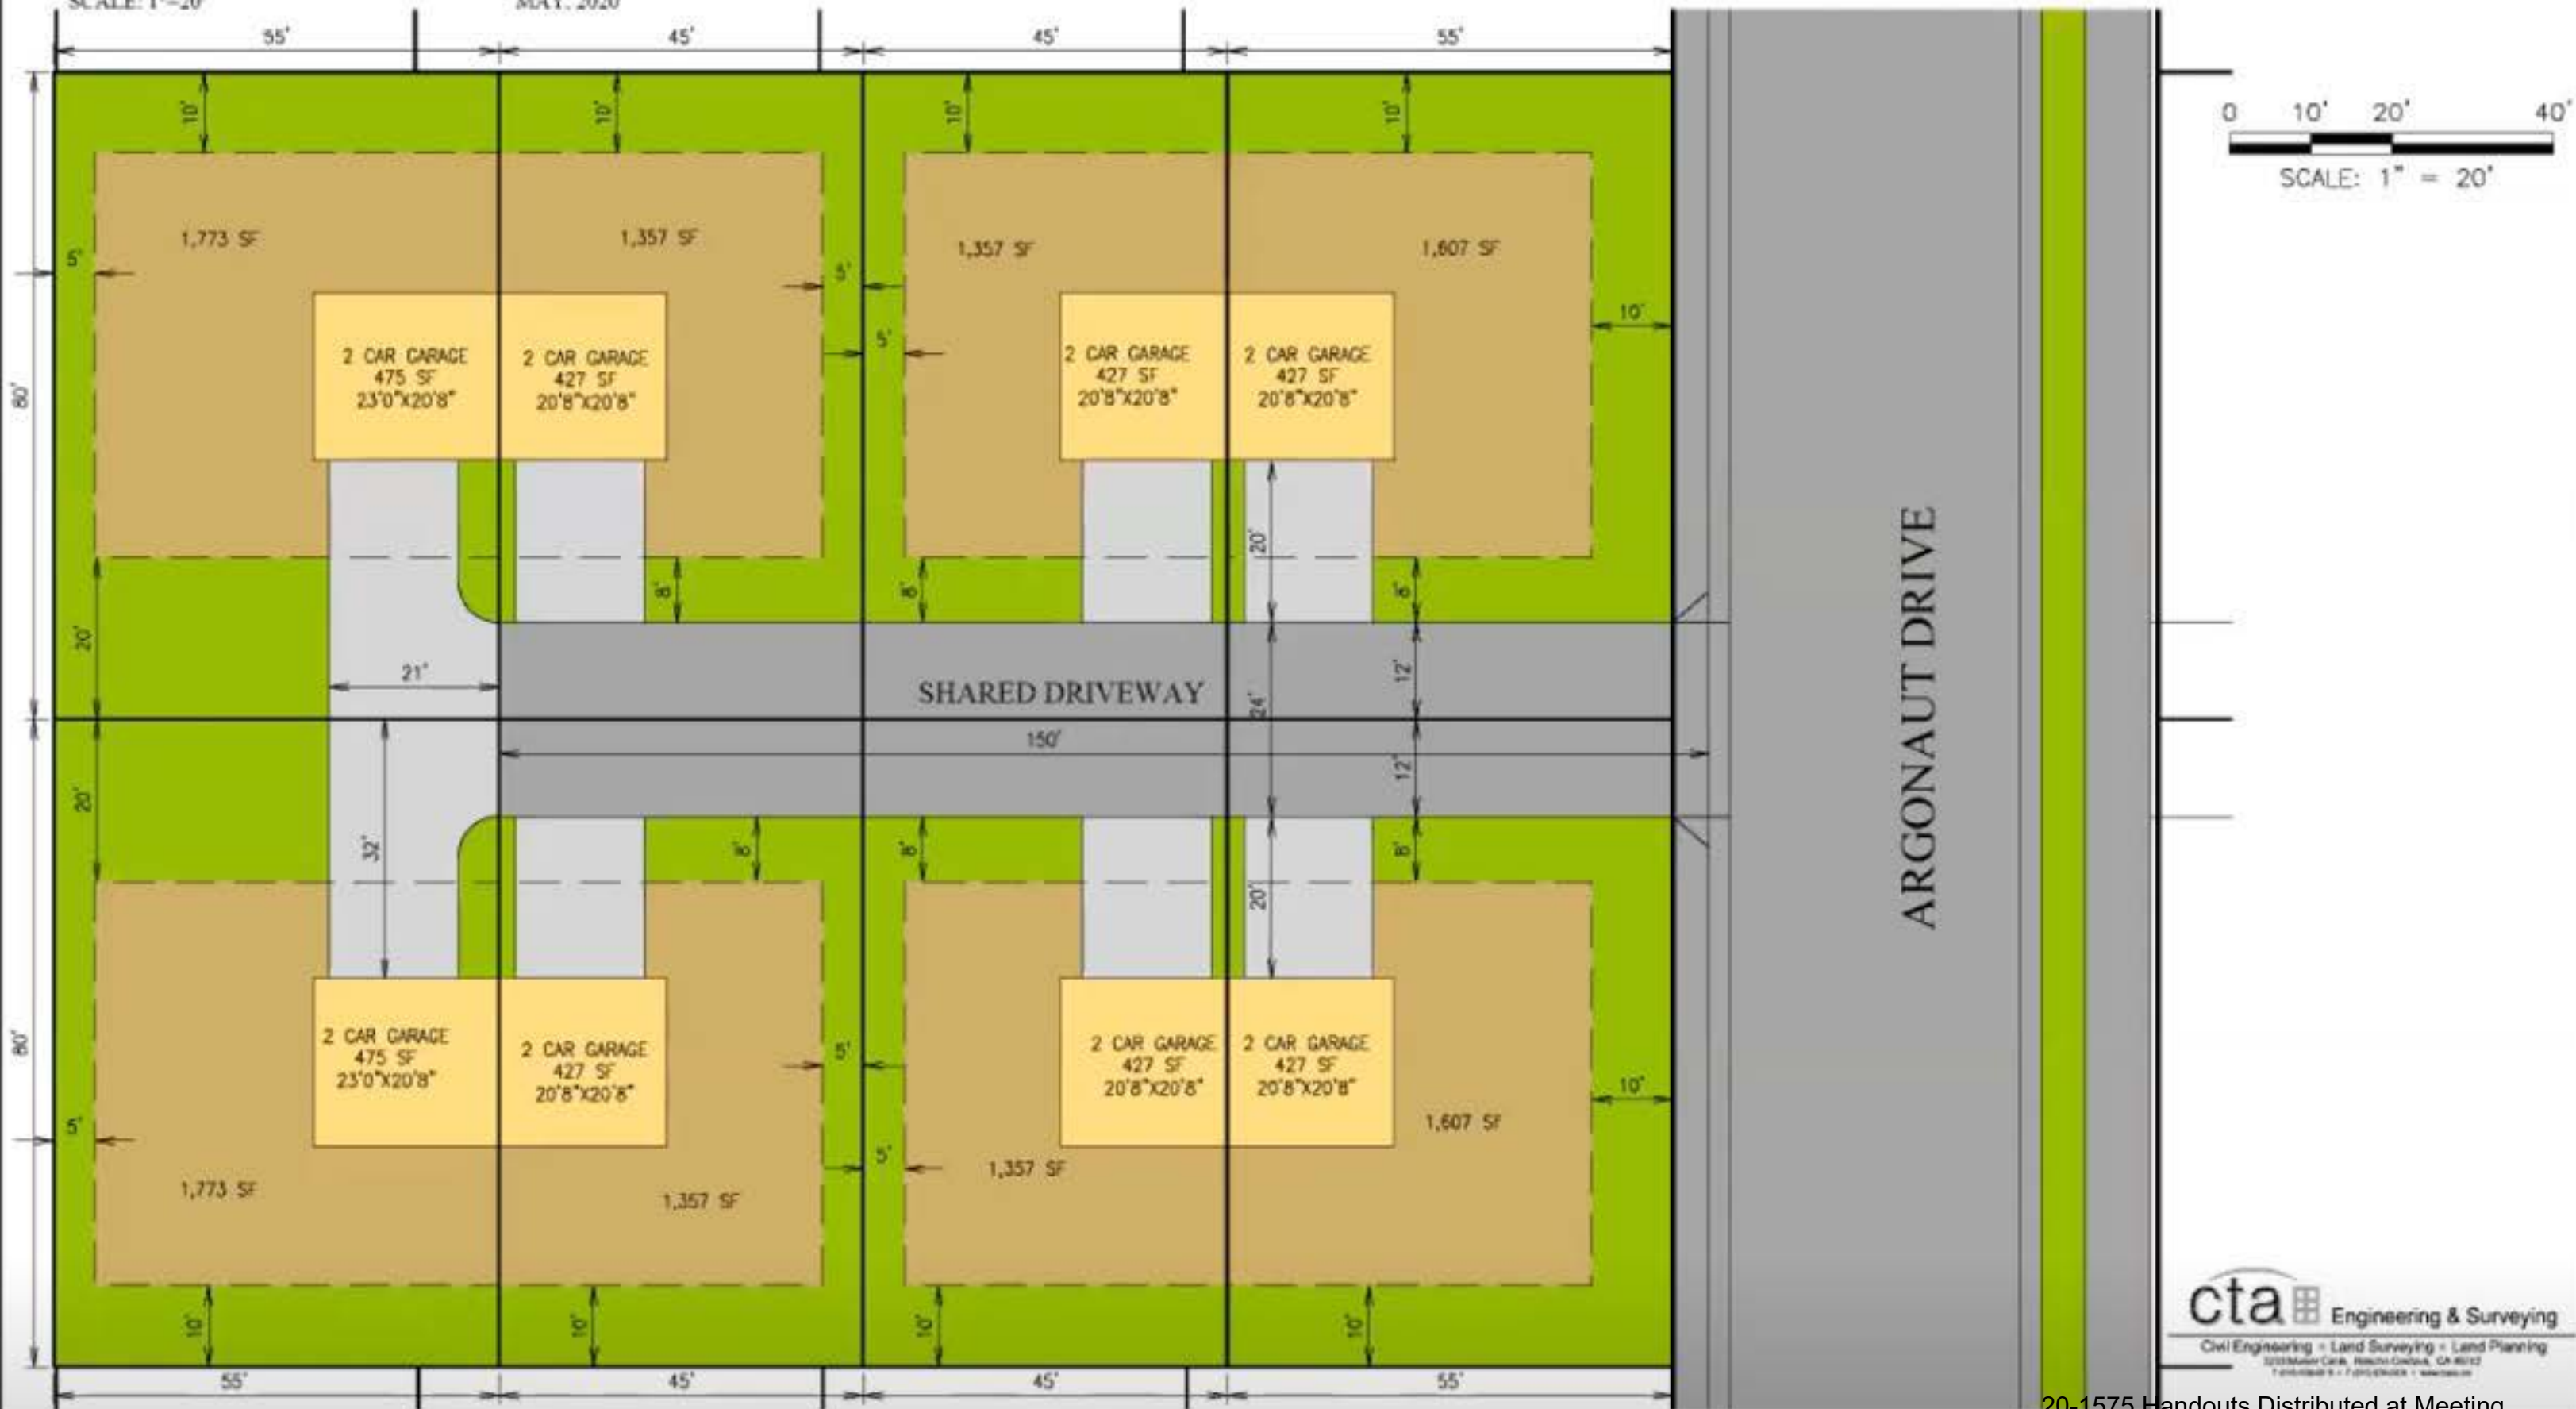 SCALE: 1"=20'
MAY, 2020
55'
45'
45'
55'
10'
10'
10'
10'
0 10' 20' 40'
SCALE: 1" = 20'
1,773 SF
1,357 SF
1,357 SF
1,607 SF
5'
5'
5'
10'
80'
2 CAR GARAGE
475 SF
23'0"X20'8"
2 CAR GARAGE
427 SF
20'8"X20'8"
2 CAR GARAGE
427 SF
20'8"X20'8"
2 CAR GARAGE
427 SF
20'8"X20'8"
20'
8'
8'
8'
20'
21'
SHARED DRIVEWAY
24'
12'
150'
12'
ARGONAUT DRIVE
20'
32'
8'
8'
20'
8'
80'
2 CAR GARAGE
475 SF
23'0"X20'8"
2 CAR GARAGE
427 SF
20'8"X20'8"
2 CAR GARAGE
427 SF
20'8"X20'8"
2 CAR GARAGE
427 SF
20'8"X20'8"
5'
10'
5'
5'
1,773 SF
1,357 SF
1,357 SF
1,607 SF
10'
10'
10'
10'
55'
45'
45'
55'
cta Engineering & Surveying
Civil Engineering Land Surveying Land Planning
20-1575 Handouts Distributed at Meeting